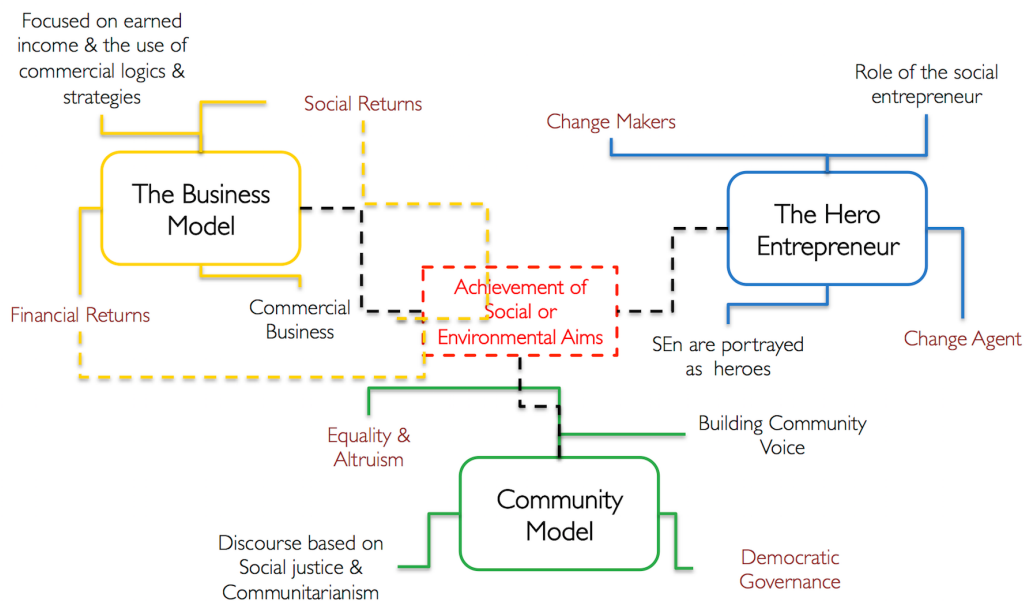 Focused on earned
income & the use of
commercial logics &
strategies
Social Returns
Change Makers
Role of the social
entrepreneur
The Business
Model
The Hero
Entrepreneur
Financial Returns
Commercial
Business
Achievement of
Social or
Environmental Aims
SEn are portrayed
as heroes
Change Agent
Equality &
Altruism
Building Community
Voice
Community
Model
Discourse based on
Social justice &
Communitarianism
Democratic
Governance